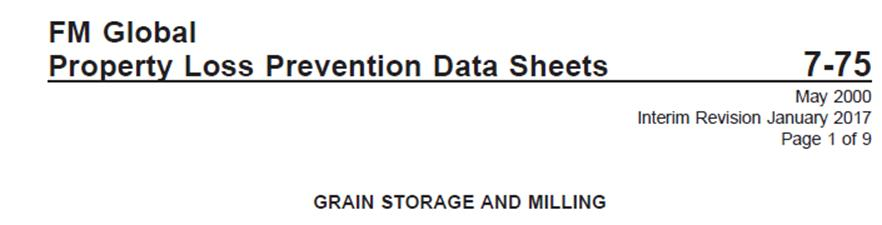 FM Global
Property Loss Prevention Data Sheets 7-75
May 2000
Interim Revision January 2017
Page 1 of 9
GRAIN STORAGE AND MILLING